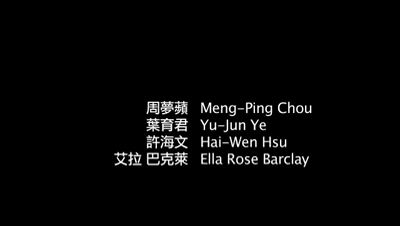 周夢蘋 Meng-Ping Chou
葉育君 Yu-Jun Ye
許海文 Hai-Wen Hsu
艾拉 巴克萊 Ella Rose Barclay